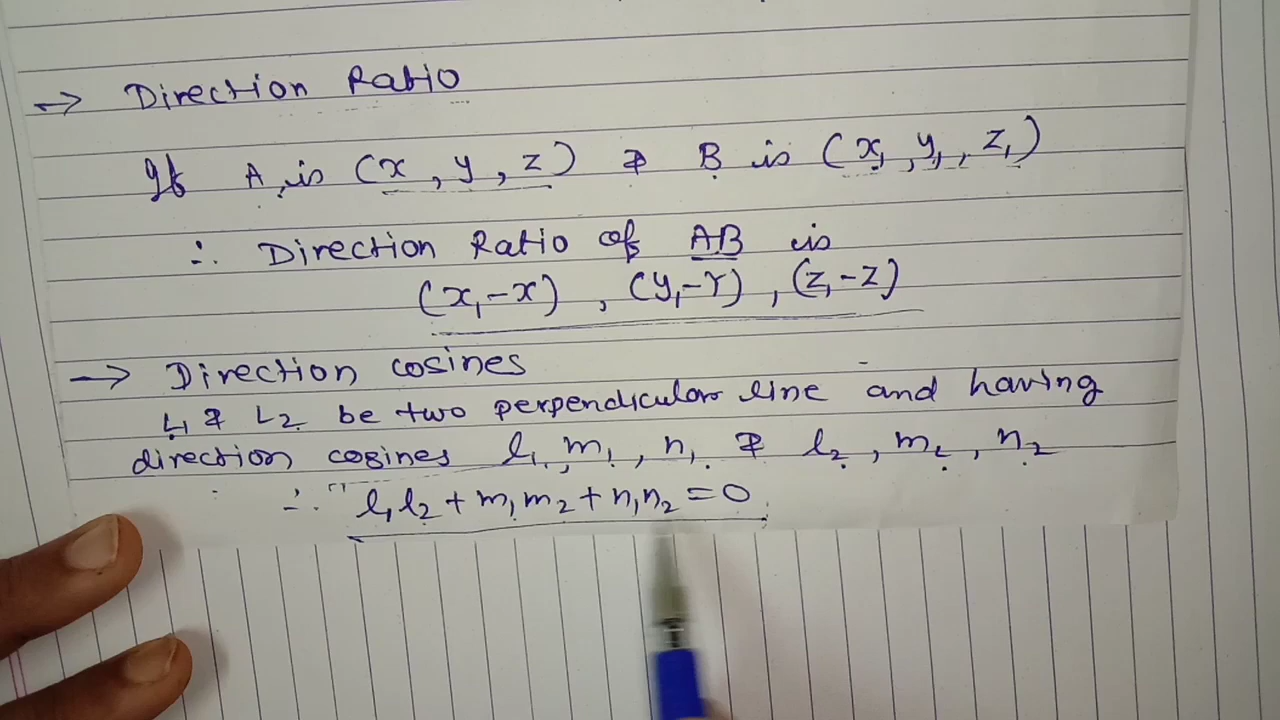 → Direction Ratio
If A is (x, y, z) & B is (x₁, y₁, z₁)
∴ Direction Ratio of AB is
(x₁-x), (y₁-Y), (z₁-z)
→ Direction cosines
L₁ & L₂ be two perpendicular line and having
direction cosines l₁, m₁, n₁ & l₂, m₂, n₂
∴ l₁l₂ + m₁m₂ + n₁n₂ = 0